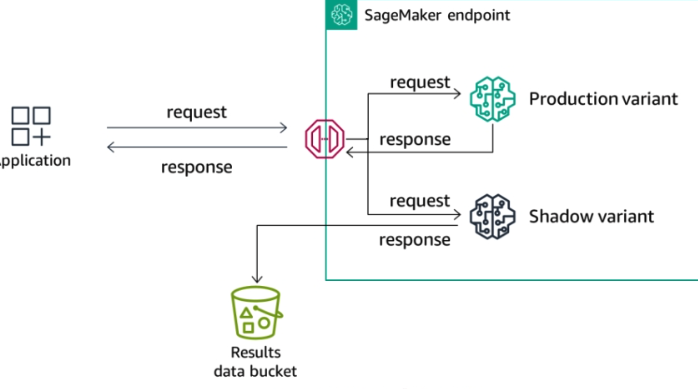 SageMaker endpoint
request
Production variant
request
response
pplication
response
request
Shadow variant
response
Results
data bucket